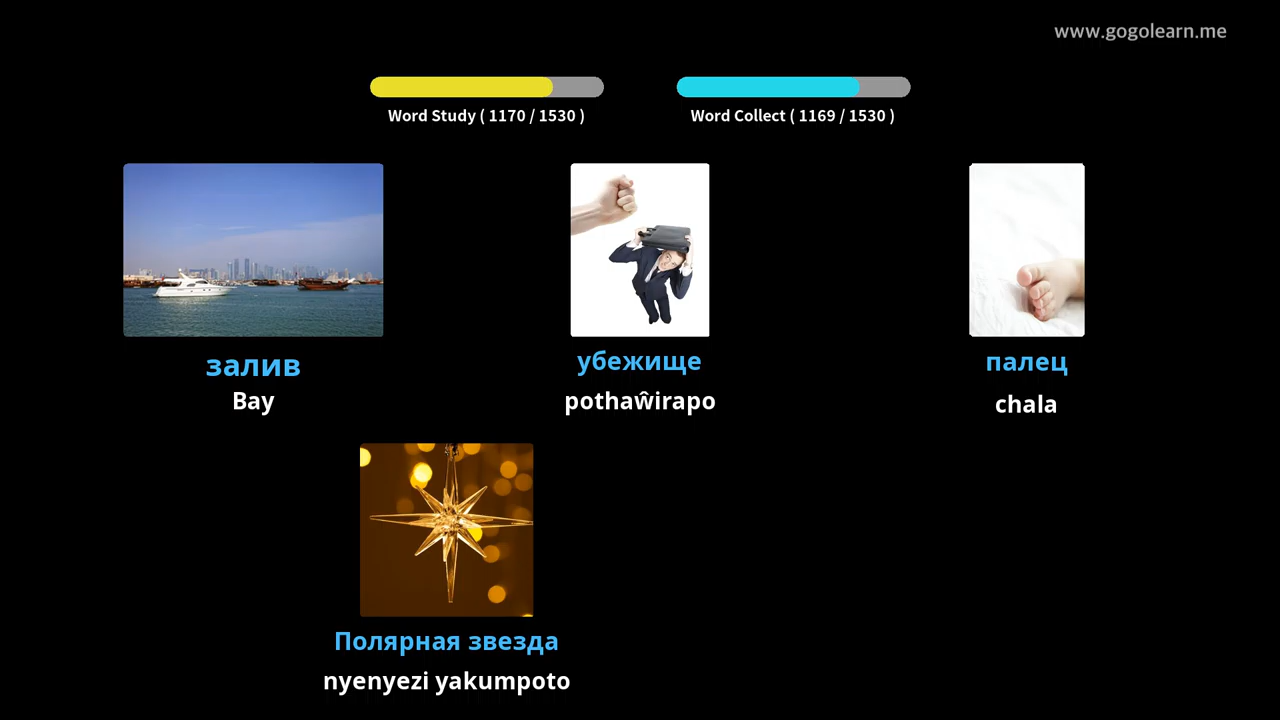 www.gogolearn.me
Word Study ( 1170 / 1530 )
Word Collect ( 1169 / 1530 )
залив
Bay
убежище
pothaŵirapo
палец
chala
Полярная звезда
nyenyezi yakumpoto